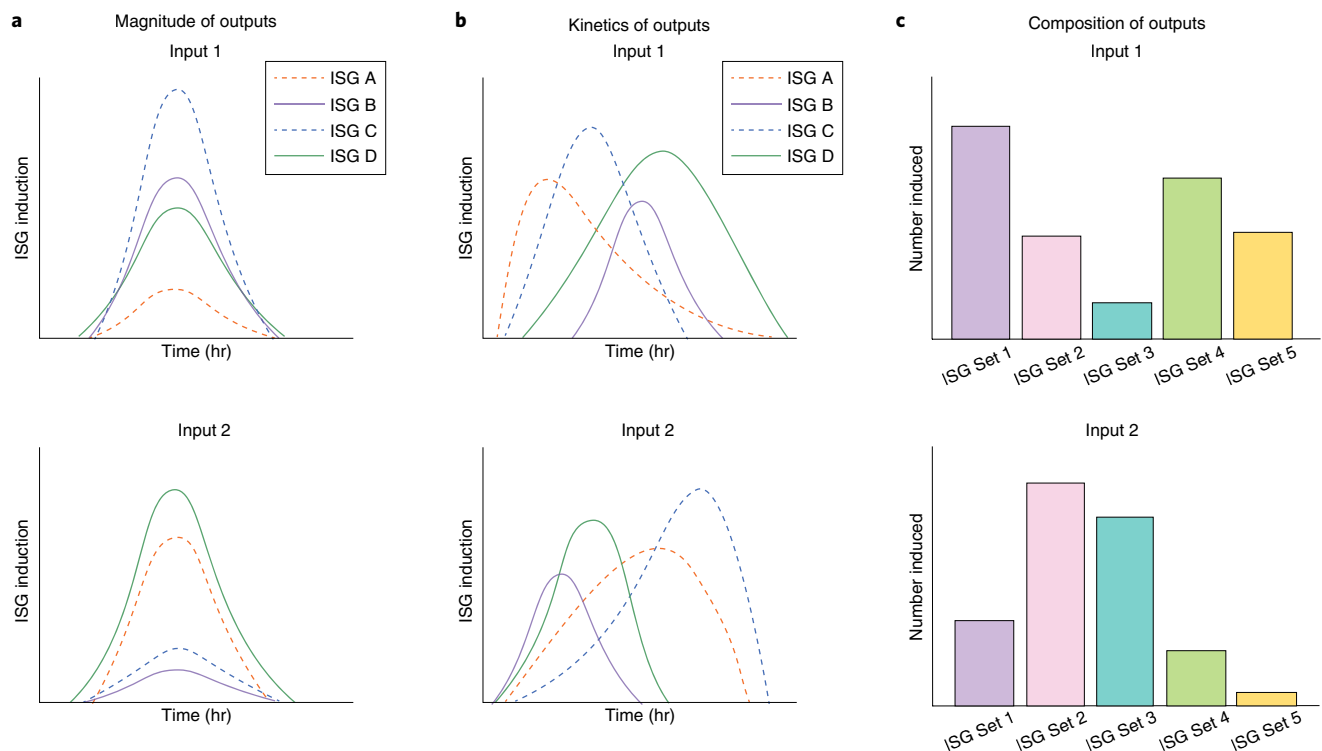 a
Magnitude of outputs
Input 1
ISG A
ISG B
ISG C
ISG D
ISG induction
Time (hr)
Input 2
ISG induction
Time (hr)
b
Kinetics of outputs
Input 1
ISG A
ISG B
ISG C
ISG D
ISG induction
Input 2
ISG induction
Time (hr)
c
Composition of outputs
Input 1
Number induced
ISG Set 1
ISG Set 2
ISG Set 3
ISG Set 4
ISG Set 5
Input 2
Number induced
ISG Set 1
ISG Set 2
ISG Set 3
ISG Set 4
ISG Set 5